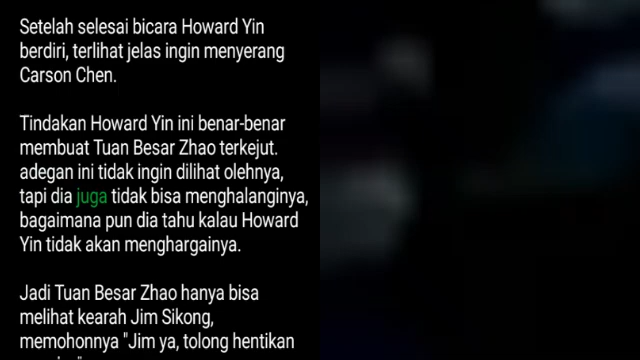 Setelah selesai bicara Howard Yin
berdiri, terlihat jelas ingin menyerang
Carson Chen.
Tindakan Howard Yin ini benar-benar
membuat Tuan Besar Zhao terkejut.
adegan ini tidak ingin dilihat olehnya,
tapi dia juga tidak bisa menghalanginya,
bagaimana pun dia tahu kalau Howard
Yin tidak akan menghargainya.
Jadi Tuan Besar Zhao hanya bisa
melihat kearah Jim Sikong,
memohonnya "Jim ya, tolong hentikan